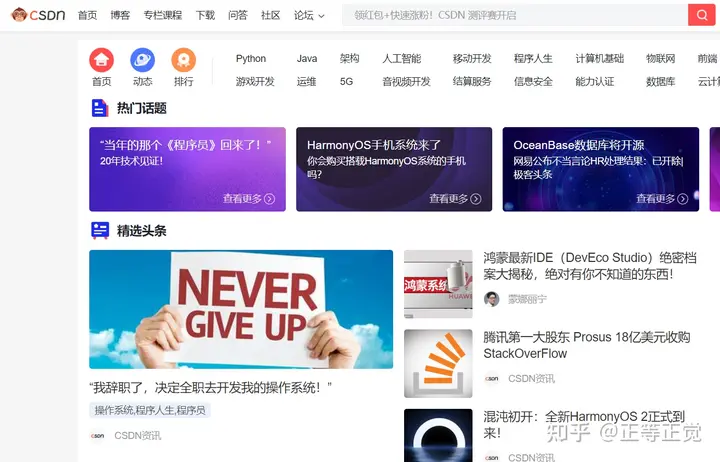 CSDN 首页 博客 专栏课程 下载 问答 社区 论坛 领红包+快速涨粉！CSDN 测评赛开启
首页 动态 排行
Python Java 架构 人工智能 移动开发 程序人生 计算机基础 物联网 前端
游戏开发 运维 5G 音视频开发 结算服务 信息安全 能力认证 数据库 云计
热门话题
“当年的那个《程序员》回来了！”
20年技术见证！
查看更多
HarmonyOS手机系统来了
你会购买搭载HarmonyOS系统的手机
吗？
查看更多
OceanBase数据库将开源
网易公布不当言论HR处理结果：已开除|
极客头条
查看更多
精选头条
NEVER
GIVE UP
“我辞职了，决定全职去开发我的操作系统！”
操作系统,程序人生,程序员
CSDN CSDN资讯
鸿蒙系统
HUAWEI
鸿蒙最新IDE（DevEco Studio）绝密档
案大揭秘，绝对有你不知道的东西！
蒙娜丽宁
腾讯第一大股东 Prosus 18亿美元收购
StackOverFlow
CSDN CSDN资讯
混沌初开：全新HarmonyOS 2正式到
来！
CSDN CSDN资讯
知乎 @正等正觉